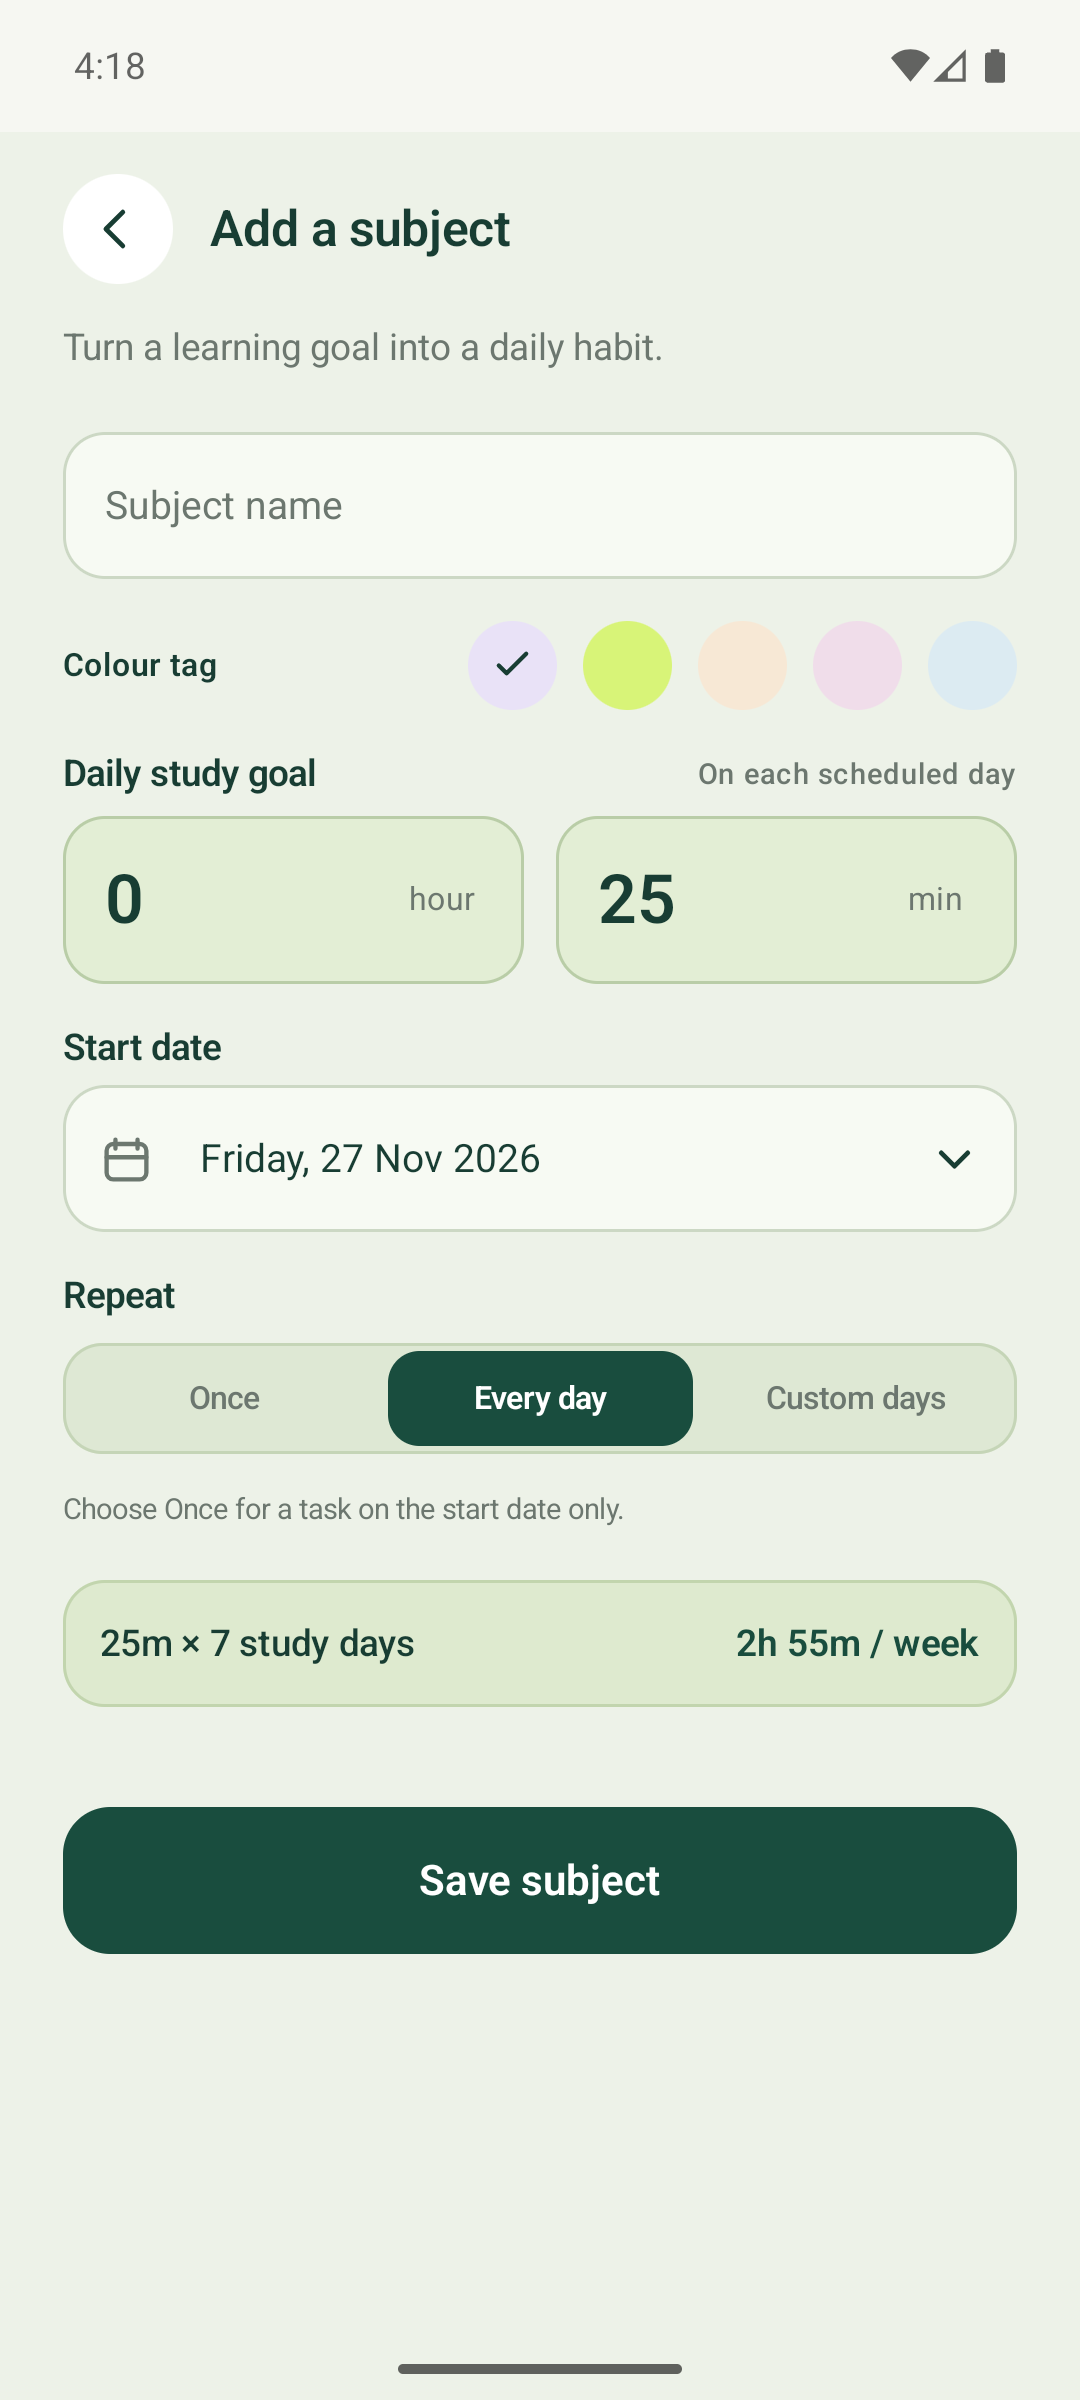 4:18
Add a subject
Turn a learning goal into a daily habit.
Subject name
Colour tag
Daily study goal
On each scheduled day
0 hour
25 min
Start date
Friday, 27 Nov 2026
Repeat
Once
Every day
Custom days
Choose Once for a task on the start date only.
25m × 7 study days
2h 55m / week
Save subject